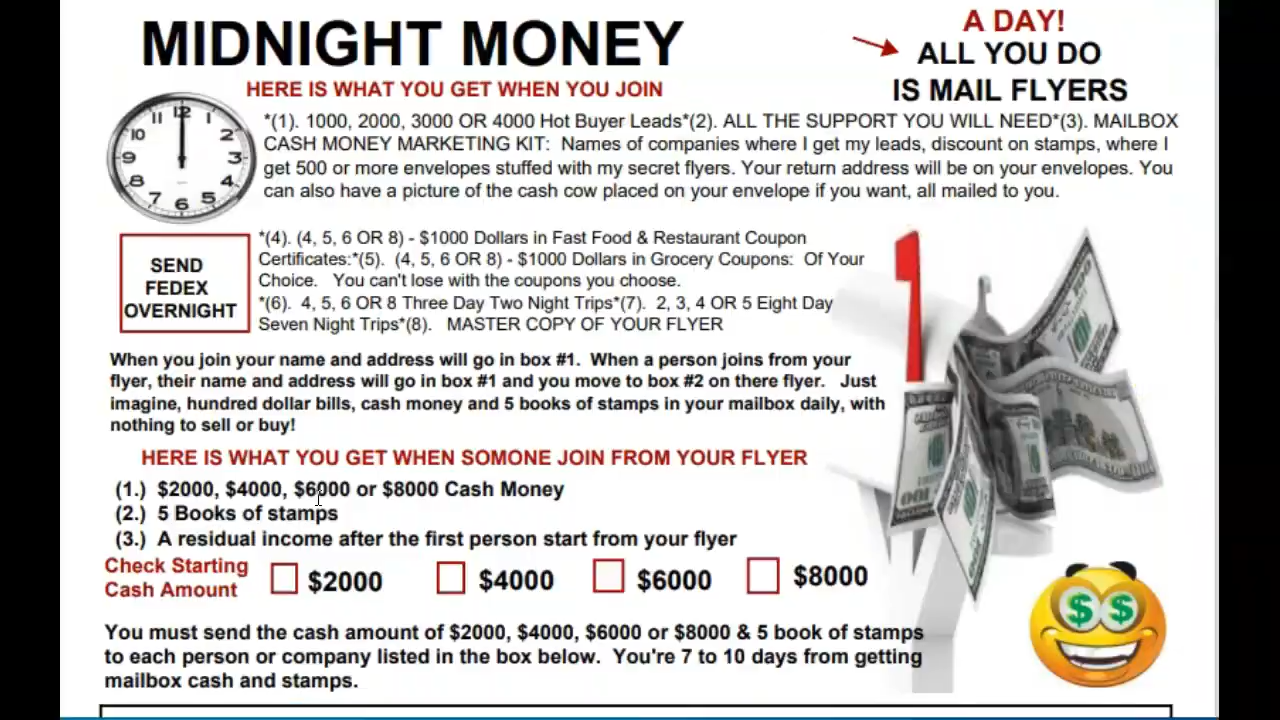 MIDNIGHT MONEY
A DAY!
ALL YOU DO
IS MAIL FLYERS
HERE IS WHAT YOU GET WHEN YOU JOIN
*(1). 1000, 2000, 3000 OR 4000 Hot Buyer Leads*(2). ALL THE SUPPORT YOU WILL NEED*(3). MAILBOX
CASH MONEY MARKETING KIT: Names of companies where I get my leads, discount on stamps, where I
get 500 or more envelopes stuffed with my secret flyers. Your return address will be on your envelopes. You
can also have a picture of the cash cow placed on your envelope if you want, all mailed to you.
12
1
2
3
4
5
6
7
8
9
10
11
SEND
FEDEX
OVERNIGHT
*(4). (4, 5, 6 OR 8) - $1000 Dollars in Fast Food & Restaurant Coupon
Certificates:*(5). (4, 5, 6 OR 8) - $1000 Dollars in Grocery Coupons: Of Your
Choice. You can't lose with the coupons you choose.
*(6). 4, 5, 6 OR 8 Three Day Two Night Trips*(7). 2, 3, 4 OR 5 Eight Day
Seven Night Trips*(8). MASTER COPY OF YOUR FLYER
When you join your name and address will go in box #1. When a person joins from your
flyer, their name and address will go in box #1 and you move to box #2 on there flyer. Just
imagine, hundred dollar bills, cash money and 5 books of stamps in your mailbox daily, with
nothing to sell or buy!
HERE IS WHAT YOU GET WHEN SOMONE JOIN FROM YOUR FLYER
(1.) $2000, $4000, $6000 or $8000 Cash Money
(2.) 5 Books of stamps
(3.) A residual income after the first person start from your flyer
Check Starting
Cash Amount
$2000 $4000 $6000 $8000
You must send the cash amount of $2000, $4000, $6000 or $8000 & 5 book of stamps
to each person or company listed in the box below. You're 7 to 10 days from getting
mailbox cash and stamps.